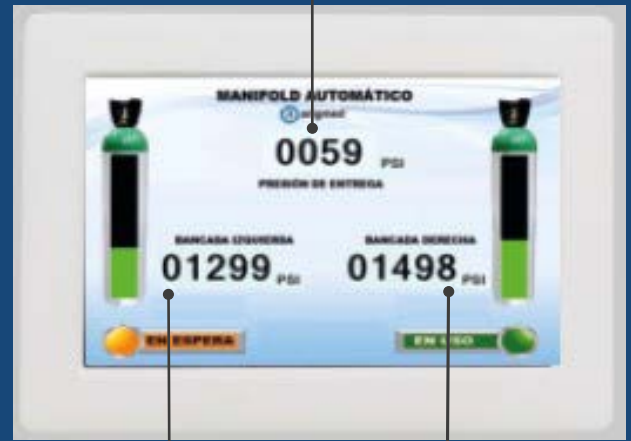 MANIFOLD AUTOMÁTICO
0059 PSI
PRESIÓN DE ENTREGA
BANCADA IZQUIERDA
01299 PSI
BANCADA DERECHA
01498 PSI
EN ESPERA
EN USO